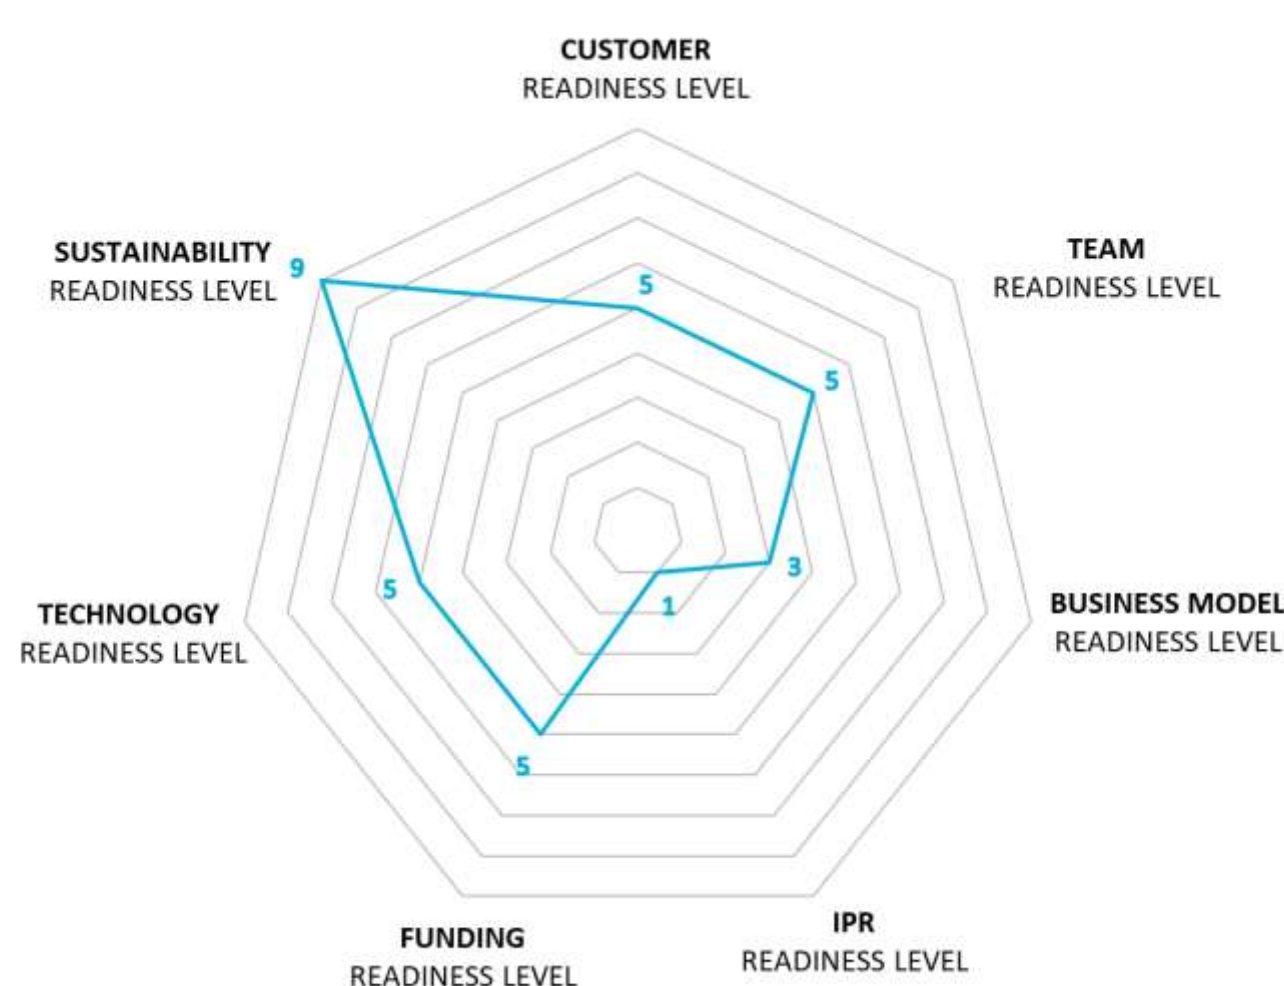 CUSTOMER
READINESS LEVEL
SUSTAINABILITY
READINESS LEVEL
9
5
TEAM
READINESS LEVEL
5
3
BUSINESS MODEL
READINESS LEVEL
5
TECHNOLOGY
READINESS LEVEL
1
5
IPR
READINESS LEVEL
FUNDING
READINESS LEVEL